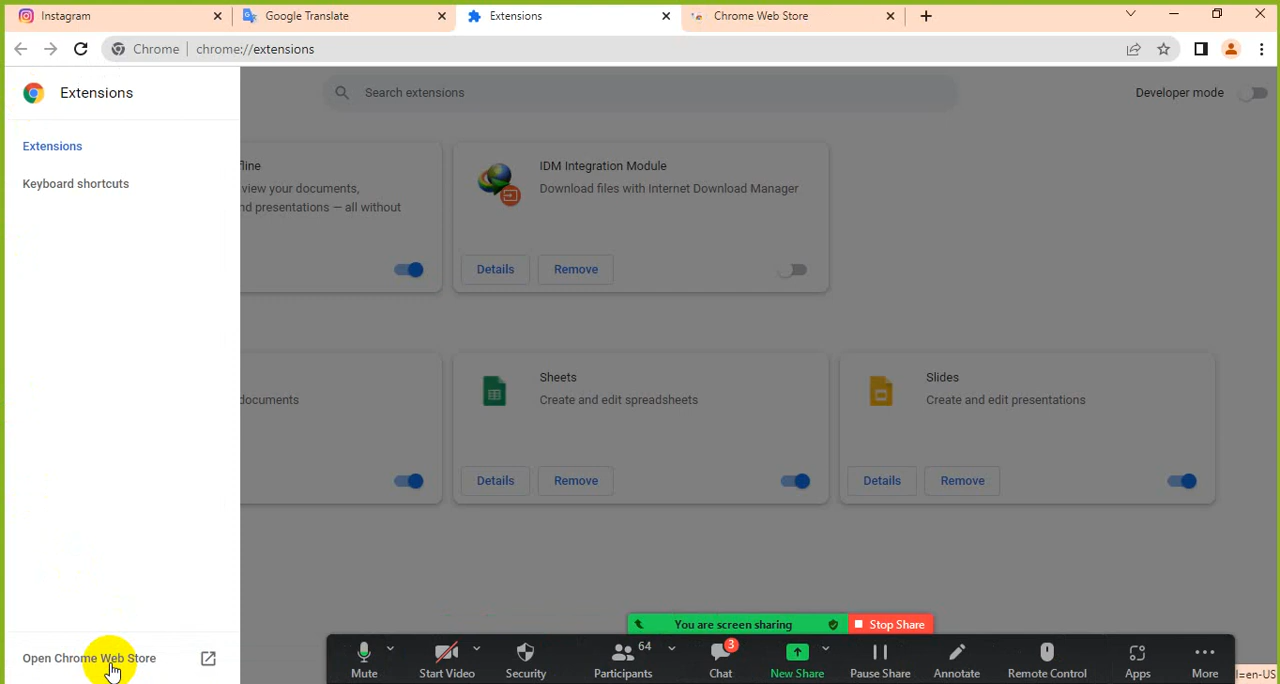 Instagram
Google Translate
Extensions
Chrome Web Store
Chrome
chrome://extensions
Extensions
Search extensions
Developer mode
Extensions
Keyboard shortcuts
fline
view your documents,
nd presentations — all without
IDM Integration Module
Download files with Internet Download Manager
Details
Remove
documents
Sheets
Create and edit spreadsheets
Slides
Create and edit presentations
Details
Remove
Details
Remove
You are screen sharing
Stop Share
64
3
Open Chrome Web Store
Mute
Start Video
Security
Participants
Chat
New Share
Pause Share
Annotate
Remote Control
Apps
More
l=en-US